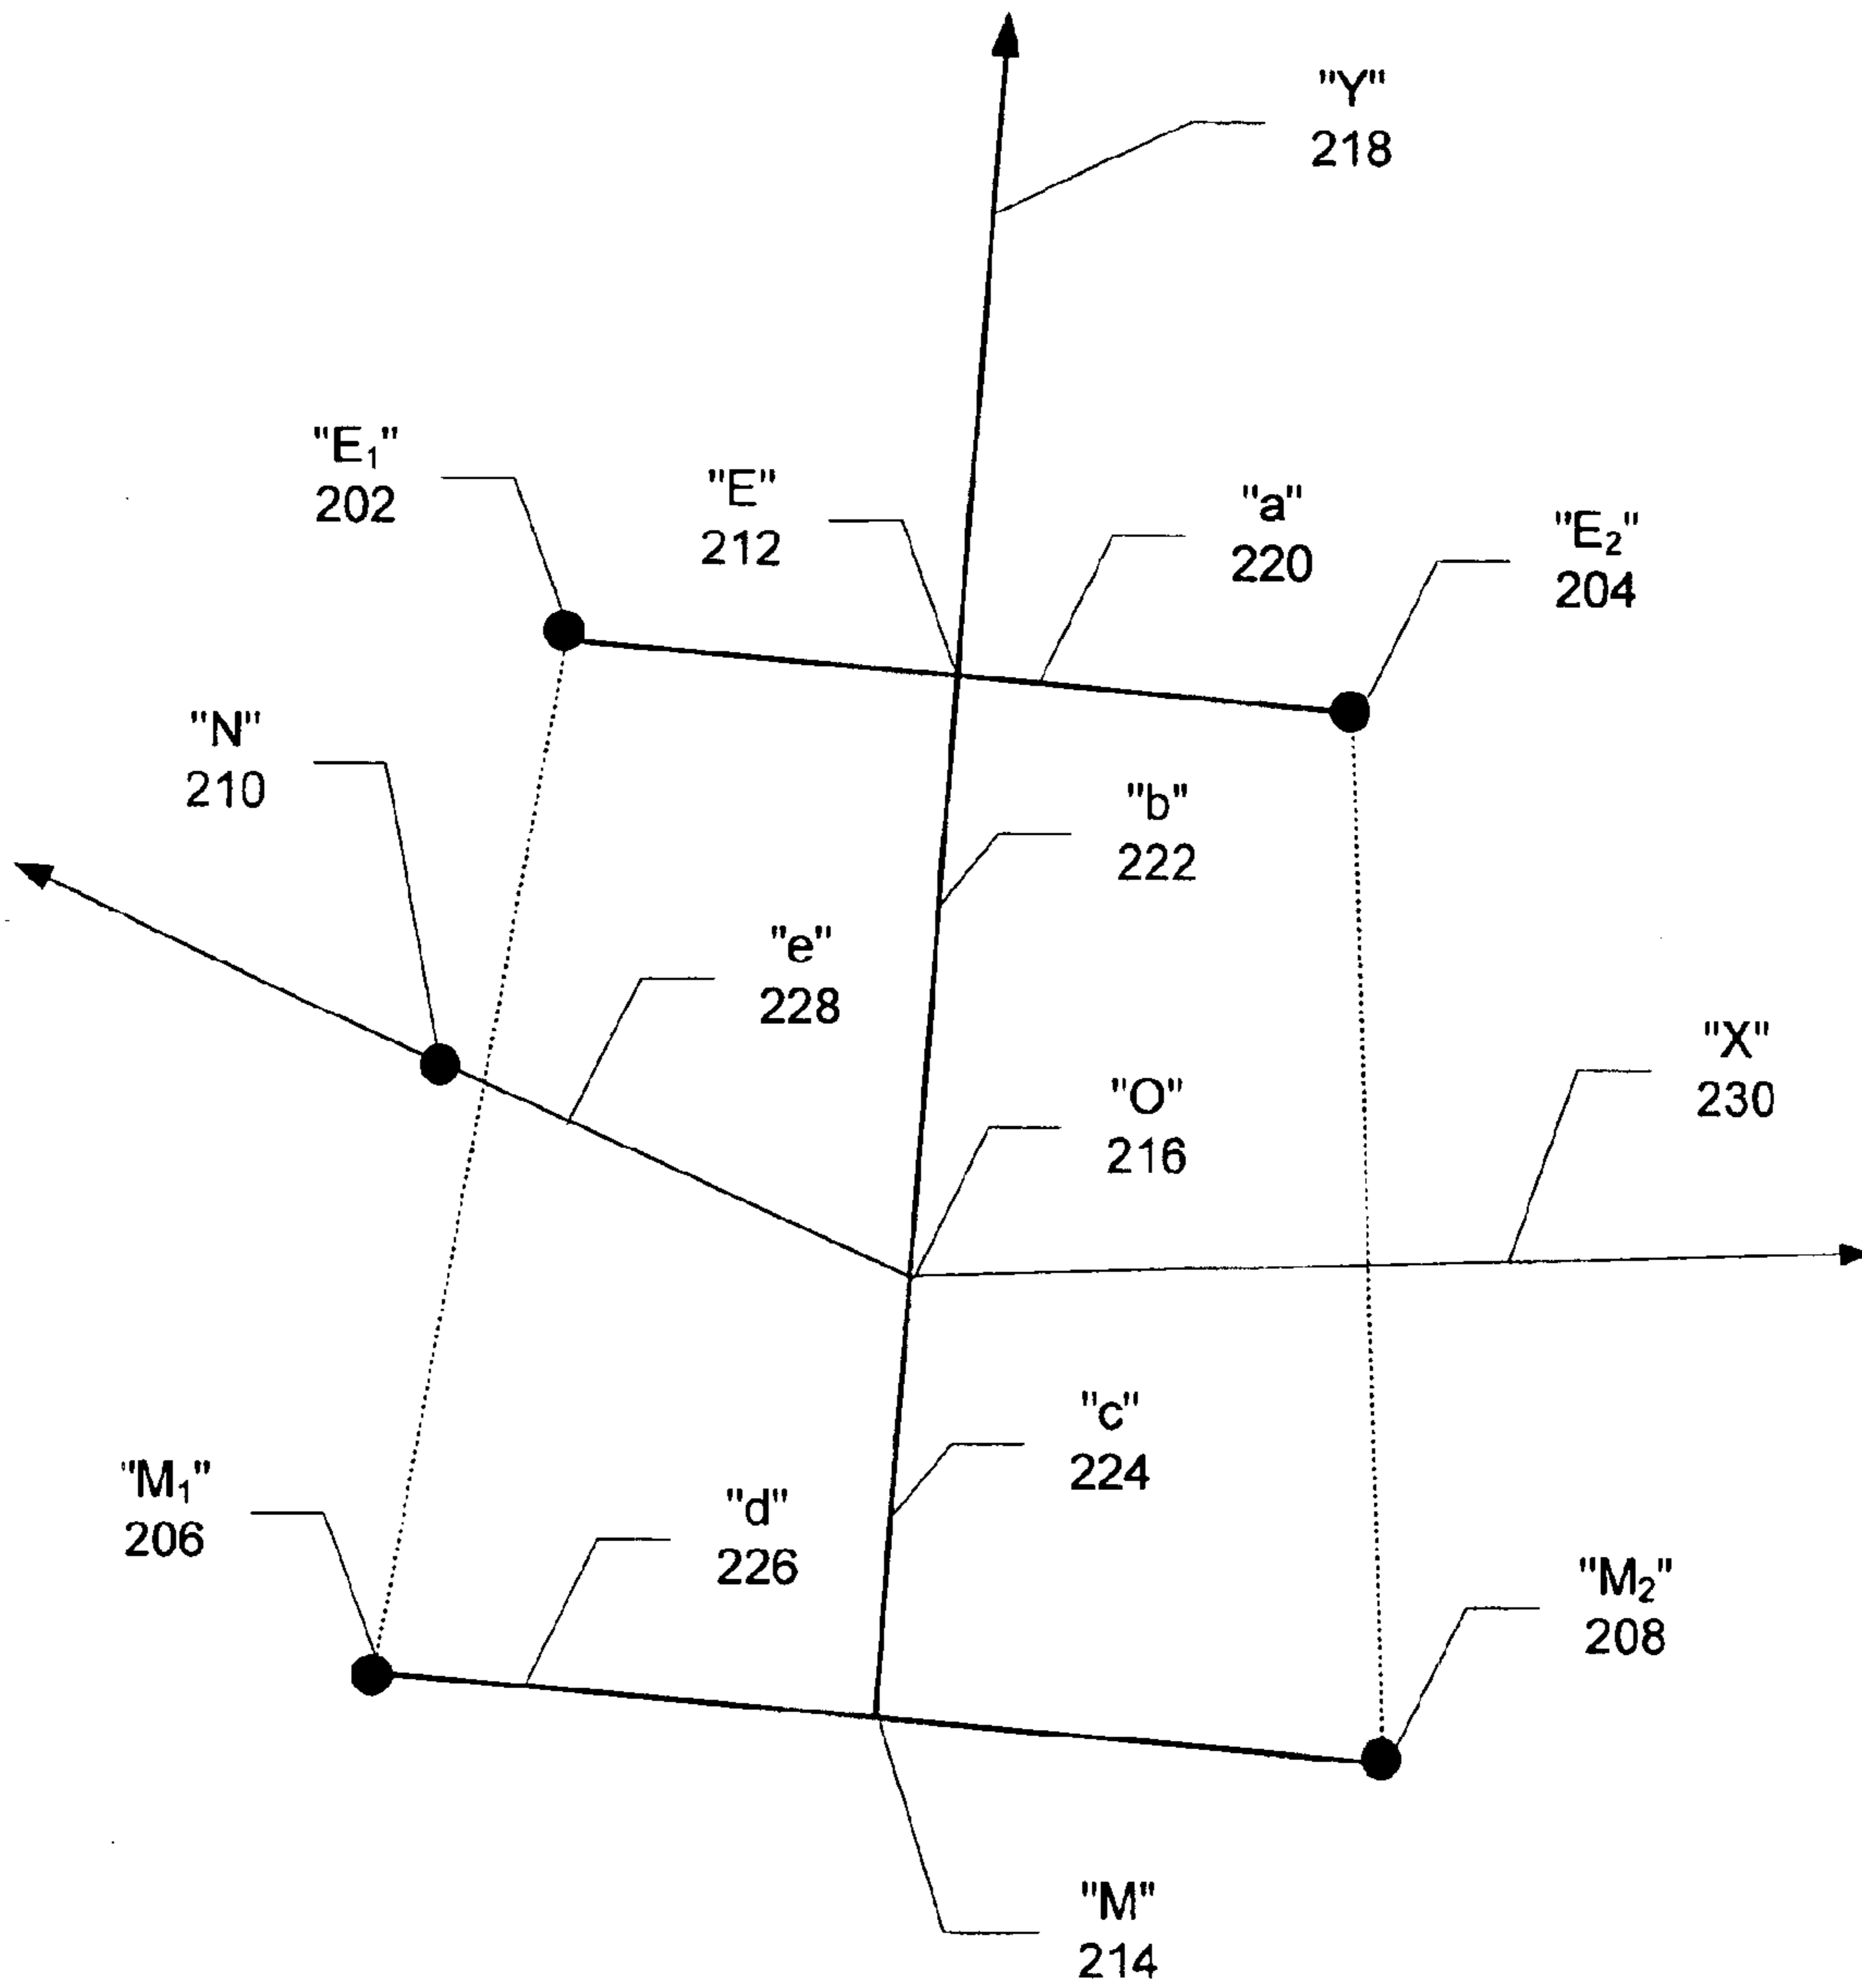 "Y"
218
"E₁"
202
"E"
212
"a"
220
"E₂"
204
"N"
210
"b"
222
"e"
228
"X"
230
"O"
216
"c"
224
"M₁"
206
"d"
226
"M₂"
208
"M"
214